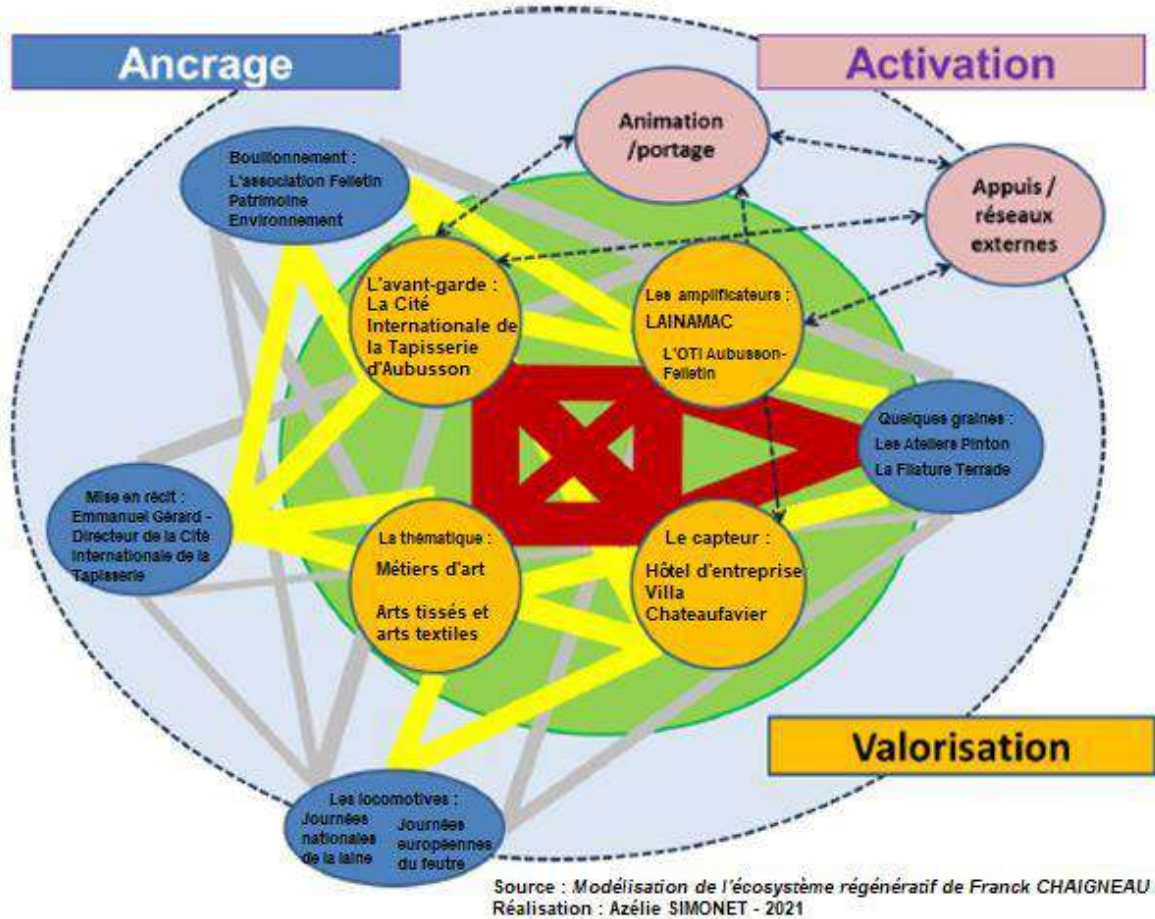 Ancrage
Activation
Animation
/portage
Appuis /
réseaux
externes
Bouillonnement :
L'association Felletin
Patrimoine
Environnement
L'avant-garde :
La Cité
Internationale de
la Tapisserie
d'Aubusson
Les amplificateurs :
LAINAMAC
L'OTI Aubusson-
Felletin
Quelques graines :
Les Ateliers Pinton
La Filature Terrade
Mise en récit :
Emmanuel Gérard -
Directeur de la Cité
Internationale de la
Tapisserie
La thématique :
Métiers d'art
Arts tissés et
arts textiles
Le capteur :
Hôtel d'entreprise
Villa
Chateaufavier
Valorisation
Les locomotives :
Journées
nationales
de la laine
Journées
européennes
du feutre
Source : Modélisation de l'écosystème régénératif de Franck CHAIGNEAU
Réalisation : Azélie SIMONET - 2021